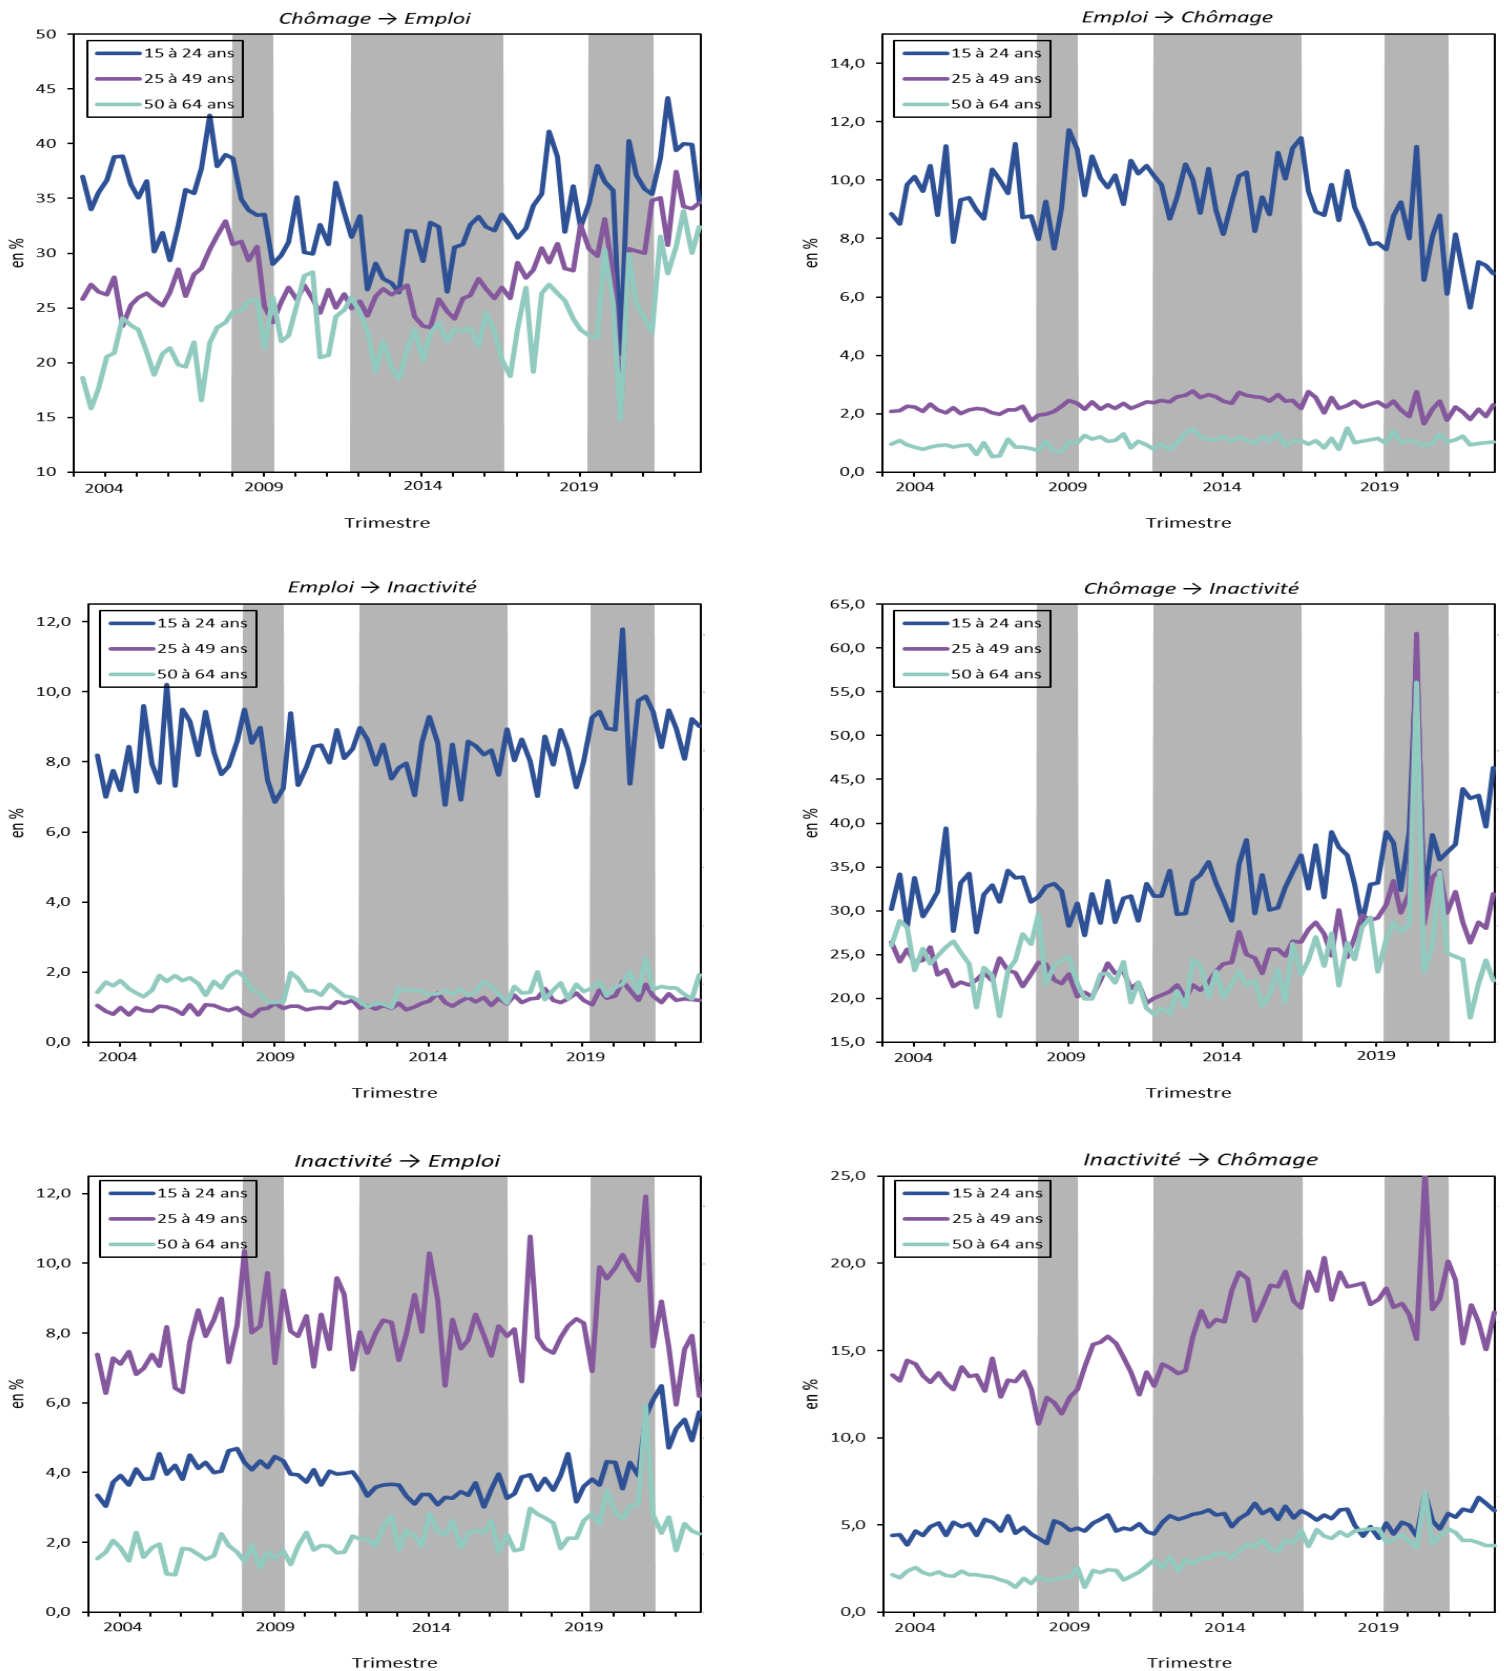 Chômage → Emploi
50
45
40
35
30
25
20
15
10
en %
15 à 24 ans
25 à 49 ans
50 à 64 ans
2004 2009 2014 2019
Trimestre
Emploi → Chômage
14,0
12,0
10,0
8,0
6,0
4,0
2,0
0,0
en %
15 à 24 ans
25 à 49 ans
50 à 64 ans
2004 2009 2014 2019
Trimestre
Emploi → Inactivité
12,0
10,0
8,0
6,0
4,0
2,0
0,0
en %
15 à 24 ans
25 à 49 ans
50 à 64 ans
2004 2009 2014 2019
Trimestre
Chômage → Inactivité
65,0
60,0
55,0
50,0
45,0
40,0
35,0
30,0
25,0
20,0
15,0
en %
15 à 24 ans
25 à 49 ans
50 à 64 ans
2004 2009 2014 2019
Trimestre
Inactivité → Emploi
12,0
10,0
8,0
6,0
4,0
2,0
0,0
en %
15 à 24 ans
25 à 49 ans
50 à 64 ans
2004 2009 2014 2019
Trimestre
Inactivité → Chômage
25,0
20,0
15,0
10,0
5,0
0,0
en %
15 à 24 ans
25 à 49 ans
50 à 64 ans
2004 2009 2014 2019
Trimestre